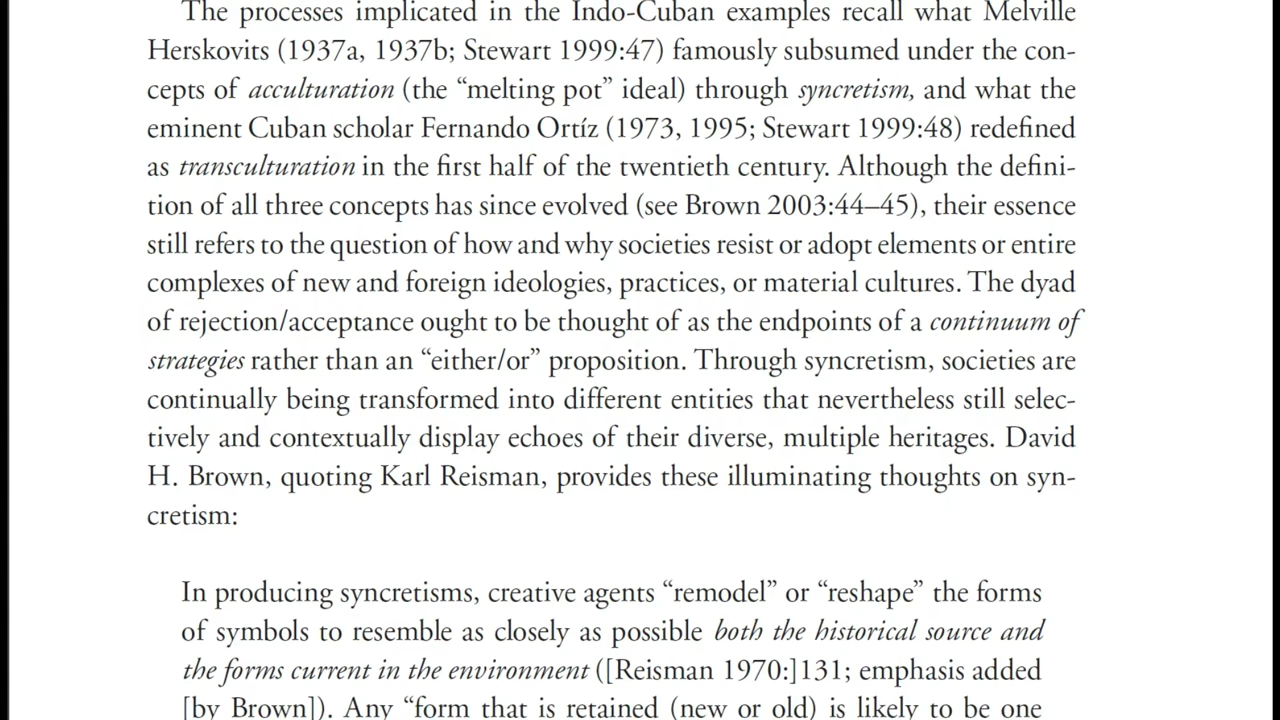 The processes implicated in the Indo-Cuban examples recall what Melville
Herskovits (1937a, 1937b; Stewart 1999:47) famously subsumed under the con-
cepts of acculturation (the “melting pot” ideal) through syncretism, and what the
eminent Cuban scholar Fernando Ortíz (1973, 1995; Stewart 1999:48) redefined
as transculturation in the first half of the twentieth century. Although the defini-
tion of all three concepts has since evolved (see Brown 2003:44–45), their essence
still refers to the question of how and why societies resist or adopt elements or entire
complexes of new and foreign ideologies, practices, or material cultures. The dyad
of rejection/acceptance ought to be thought of as the endpoints of a continuum of
strategies rather than an “either/or” proposition. Through syncretism, societies are
continually being transformed into different entities that nevertheless still selec-
tively and contextually display echoes of their diverse, multiple heritages. David
H. Brown, quoting Karl Reisman, provides these illuminating thoughts on syn-
cretism:
In producing syncretisms, creative agents “remodel” or “reshape” the forms
of symbols to resemble as closely as possible both the historical source and
the forms current in the environment ([Reisman 1970:]131; emphasis added
[by Brown]). Any “form that is retained (new or old) is likely to be one